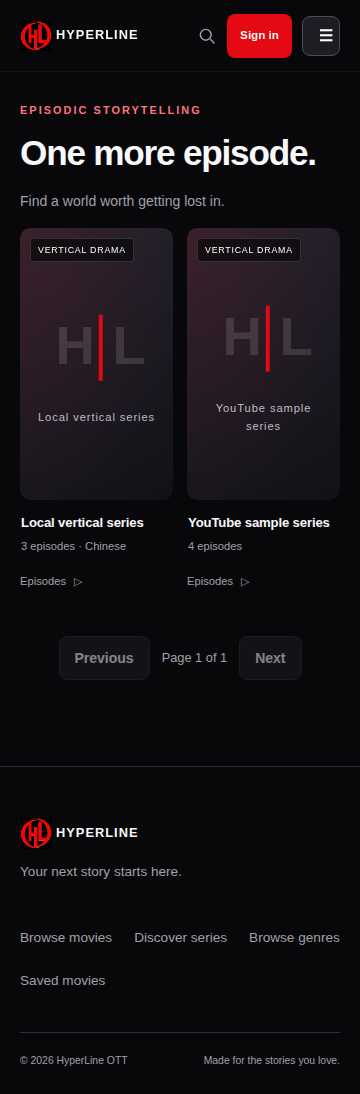 HL HYPERLINE
Sign in
EPISODIC STORYTELLING
One more episode.
Find a world worth getting lost in.
VERTICAL DRAMA
H|L
Local vertical series
Local vertical series
3 episodes · Chinese
Episodes ▷
VERTICAL DRAMA
H|L
YouTube sample
series
YouTube sample series
4 episodes
Episodes ▷
Previous
Page 1 of 1
Next
HL HYPERLINE
Your next story starts here.
Browse movies
Discover series
Browse genres
Saved movies
© 2026 HyperLine OTT
Made for the stories you love.